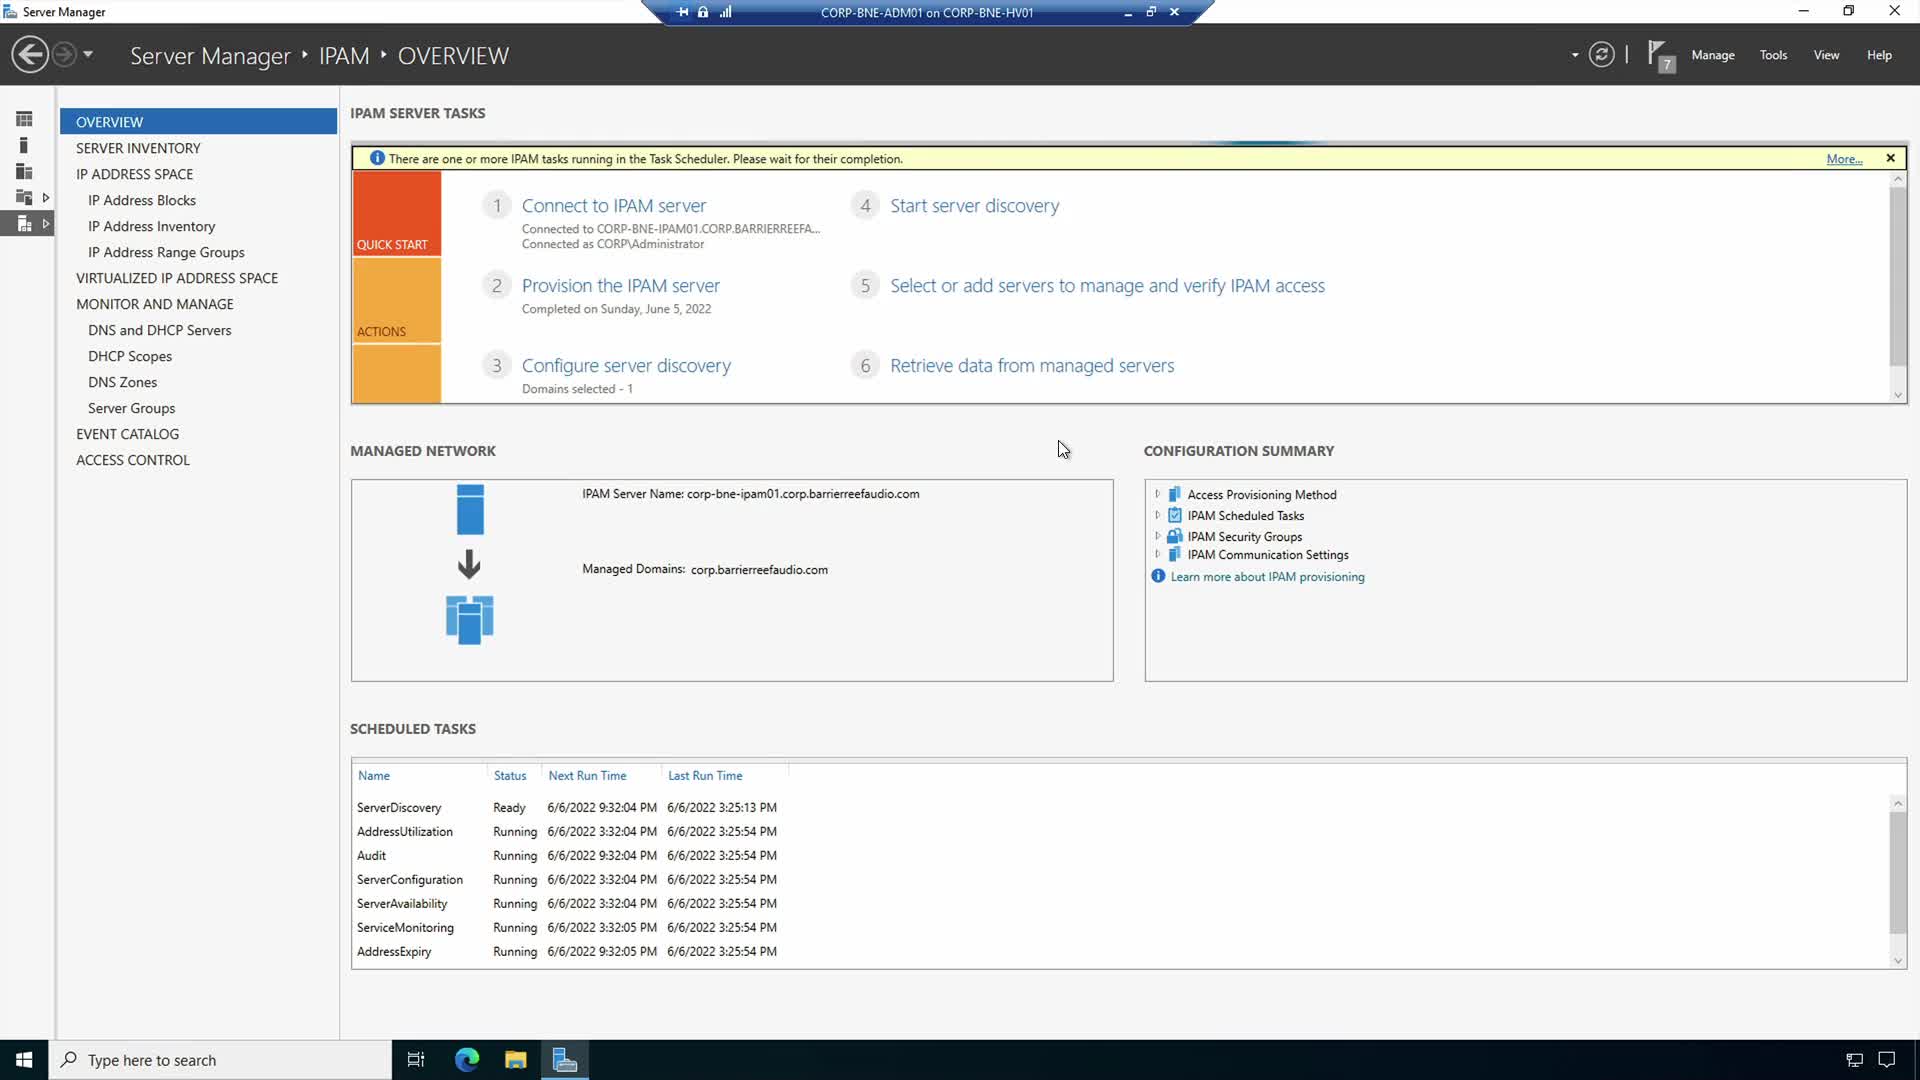 Server Manager
CORP-BNE-ADM01 on CORP-BNE-HV01
Server Manager ‣ IPAM ‣ OVERVIEW
7
Manage
Tools
View
Help
OVERVIEW
SERVER INVENTORY
IP ADDRESS SPACE
IP Address Blocks
IP Address Inventory
IP Address Range Groups
VIRTUALIZED IP ADDRESS SPACE
MONITOR AND MANAGE
DNS and DHCP Servers
DHCP Scopes
DNS Zones
Server Groups
EVENT CATALOG
ACCESS CONTROL
IPAM SERVER TASKS
There are one or more IPAM tasks running in the Task Scheduler. Please wait for their completion.
More...
QUICK START
ACTIONS
1 Connect to IPAM server
Connected to CORP-BNE-IPAM01.CORP.BARRIERREEFA...
Connected as CORP\Administrator
2 Provision the IPAM server
Completed on Sunday, June 5, 2022
3 Configure server discovery
Domains selected - 1
4 Start server discovery
5 Select or add servers to manage and verify IPAM access
6 Retrieve data from managed servers
MANAGED NETWORK
IPAM Server Name: corp-bne-ipam01.corp.barrierreefaudio.com
Managed Domains: corp.barrierreefaudio.com
CONFIGURATION SUMMARY
Access Provisioning Method
IPAM Scheduled Tasks
IPAM Security Groups
IPAM Communication Settings
Learn more about IPAM provisioning
SCHEDULED TASKS
Name Status Next Run Time Last Run Time
ServerDiscovery Ready 6/6/2022 9:32:04 PM 6/6/2022 3:25:13 PM
AddressUtilization Running 6/6/2022 3:32:04 PM 6/6/2022 3:25:54 PM
Audit Running 6/6/2022 9:32:04 PM 6/6/2022 3:25:54 PM
ServerConfiguration Running 6/6/2022 3:32:04 PM 6/6/2022 3:25:54 PM
ServerAvailability Running 6/6/2022 3:32:04 PM 6/6/2022 3:25:54 PM
ServiceMonitoring Running 6/6/2022 3:32:05 PM 6/6/2022 3:25:54 PM
AddressExpiry Running 6/6/2022 9:32:05 PM 6/6/2022 3:25:54 PM
Type here to search